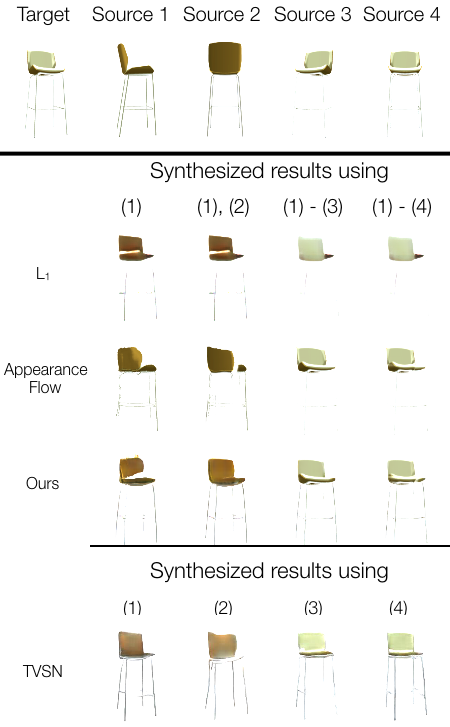 Target Source 1 Source 2 Source 3 Source 4
Synthesized results using
(1) (1), (2) (1) - (3) (1) - (4)
L₁
Appearance
Flow
Ours
Synthesized results using
(1) (2) (3) (4)
TVSN